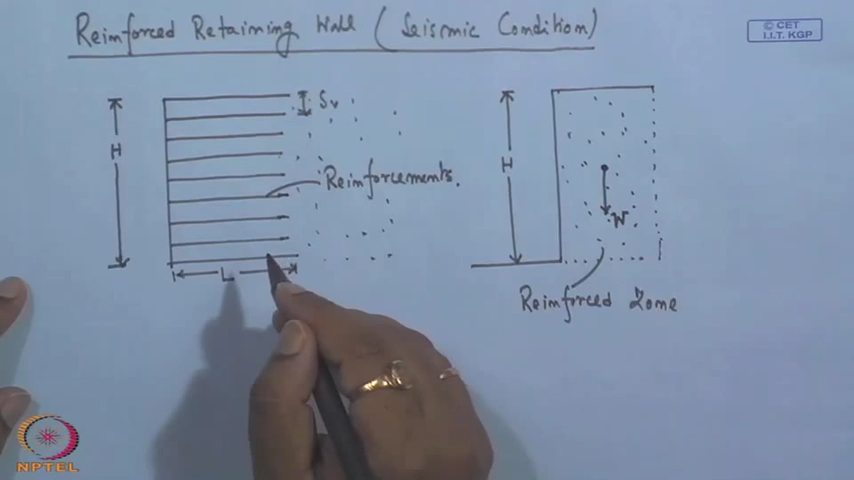 Reinforced Retaining Wall (Seismic Condition)
© CET
I.I.T. KGP
H
Sv
Reinforcements.
L
H
W
Reinforced Zone
NPTEL